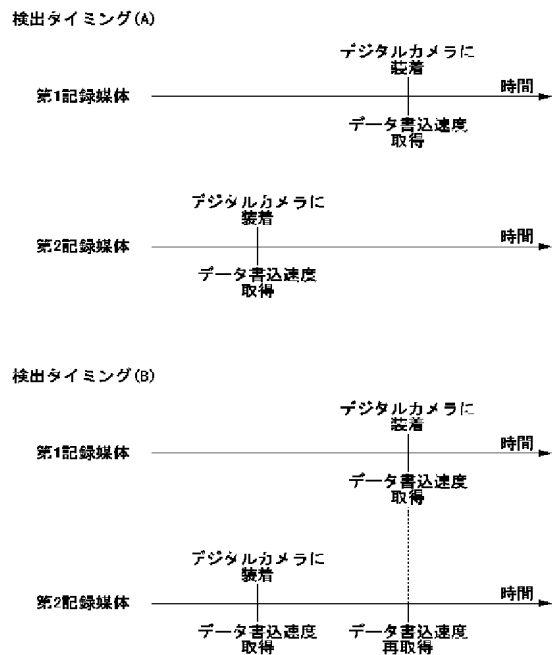 検出タイミング(A)
デジタルカメラに
装着
第1記録媒体
時間
データ書込速度
取得
デジタルカメラに
装着
第2記録媒体
時間
データ書込速度
取得
検出タイミング(B)
デジタルカメラに
装着
第1記録媒体
時間
データ書込速度
取得
デジタルカメラに
装着
第2記録媒体
時間
データ書込速度
取得
データ書込速度
再取得